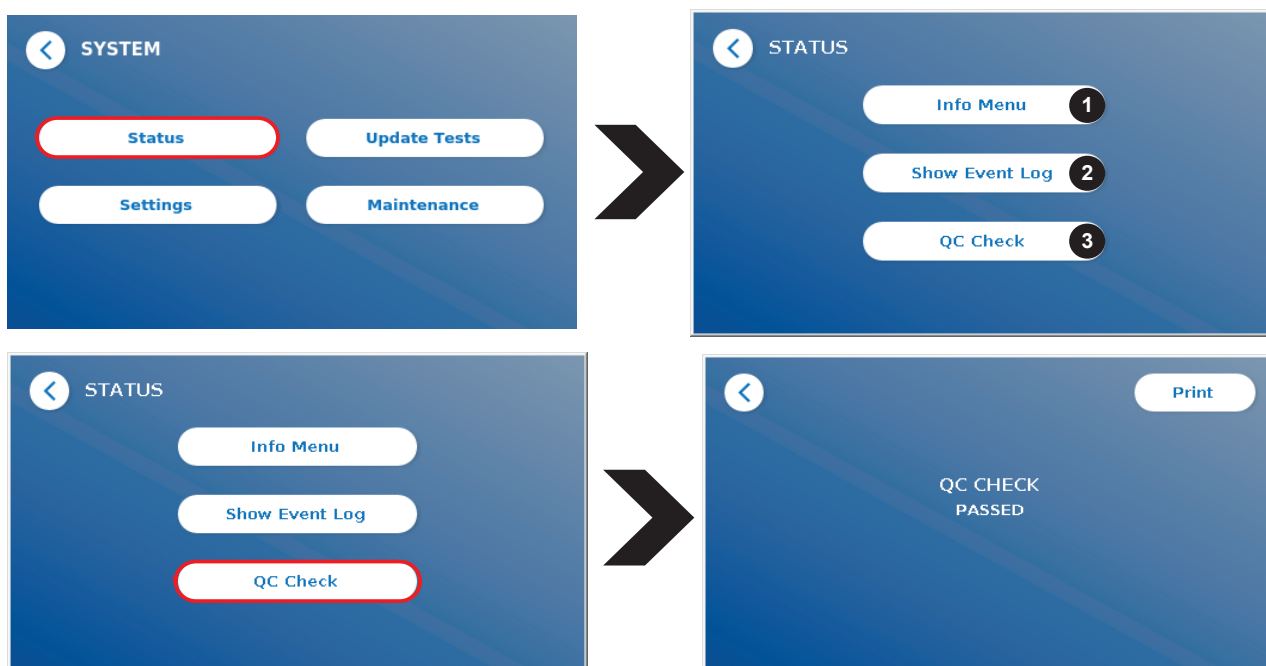 SYSTEM
Status
Update Tests
Settings
Maintenance
STATUS
Info Menu 1
Show Event Log 2
QC Check 3
STATUS
Info Menu
Show Event Log
QC Check
Print
QC CHECK
PASSED